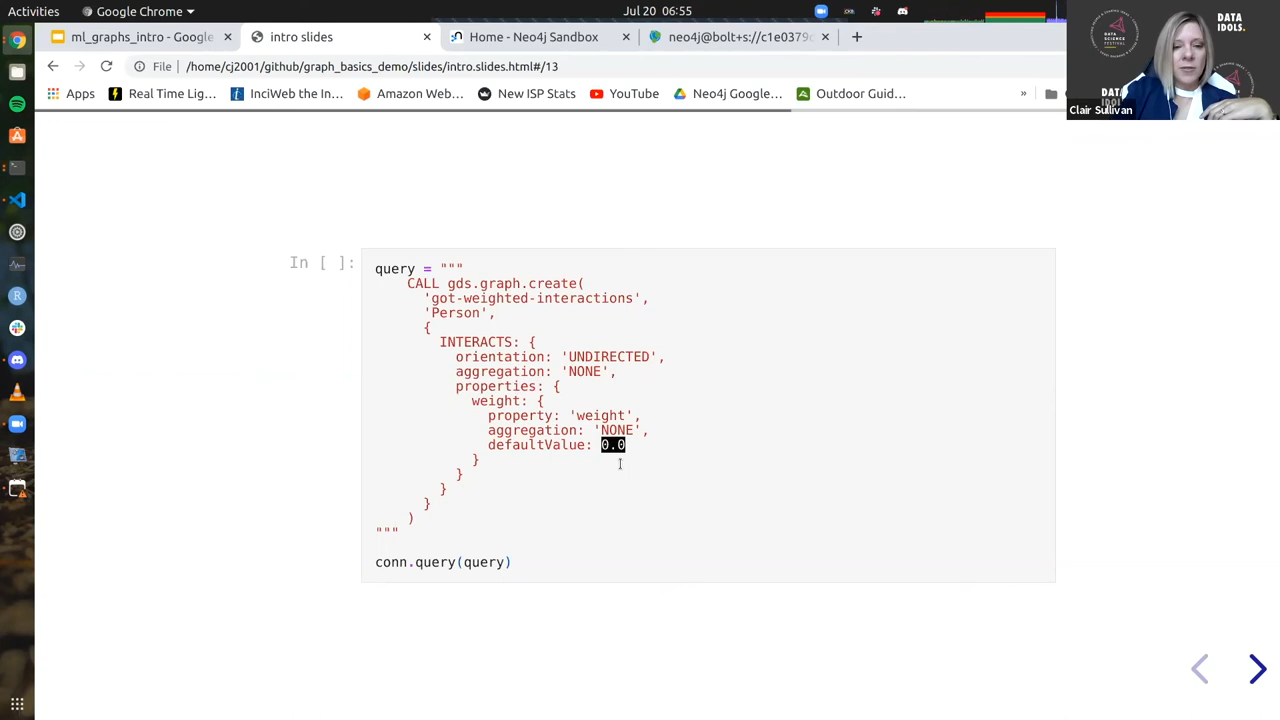 Activities
Google Chrome
Jul 20 06:55
ml_graphs_intro - Google
intro slides
Home - Neo4j Sandbox
neo4j@bolt+s://c1e0379
File
/home/cj2001/github/graph_basics_demo/slides/intro.slides.html#/13
Apps
Real Time Lig...
InciWeb the In...
Amazon Web...
New ISP Stats
YouTube
Neo4j Google...
Outdoor Guid...
»
DATA SCIENCE FESTIVAL
DATA IDOLS.
Clair Sullivan
In [ ]:
query = """
CALL gds.graph.create(
'got-weighted-interactions',
'Person',
{
INTERACTS: {
orientation: 'UNDIRECTED',
aggregation: 'NONE',
properties: {
weight: {
property: 'weight',
aggregation: 'NONE',
defaultValue: 0.0
}
}
}
}
)
"""
conn.query(query)